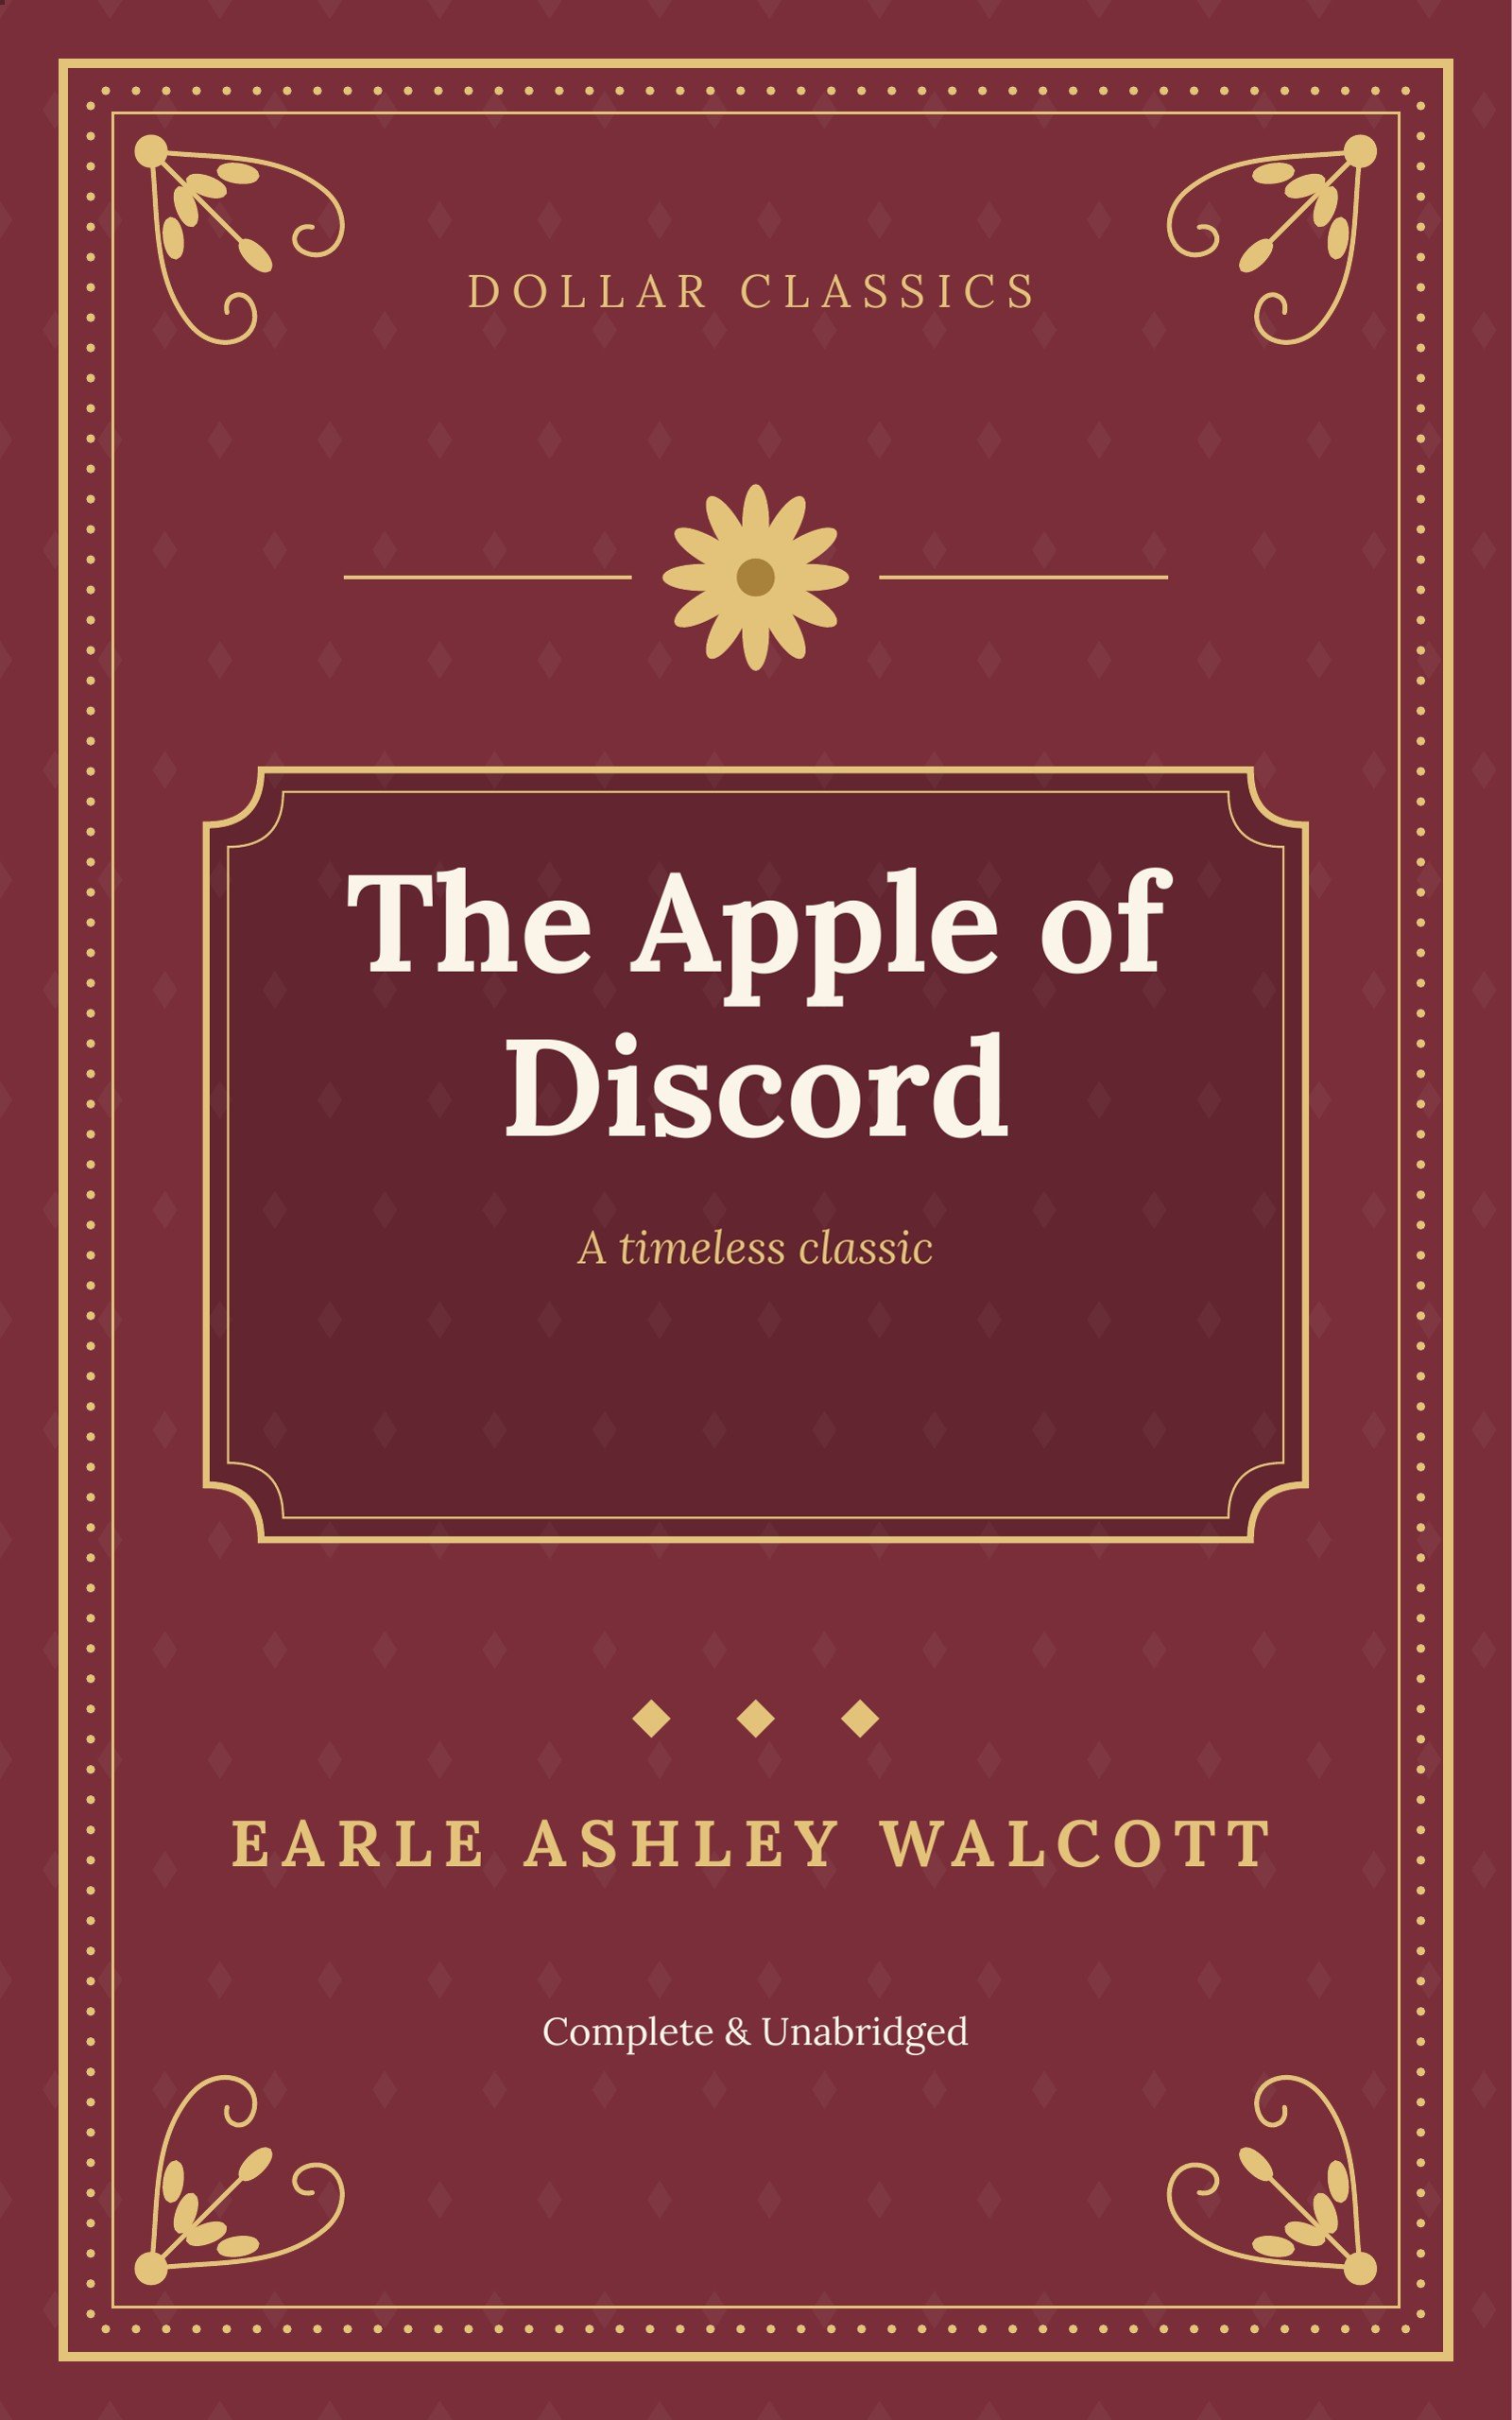 DOLLAR CLASSICS
The Apple of
Discord
A timeless classic
EARLE ASHLEY WALCOTT
Complete & Unabridged